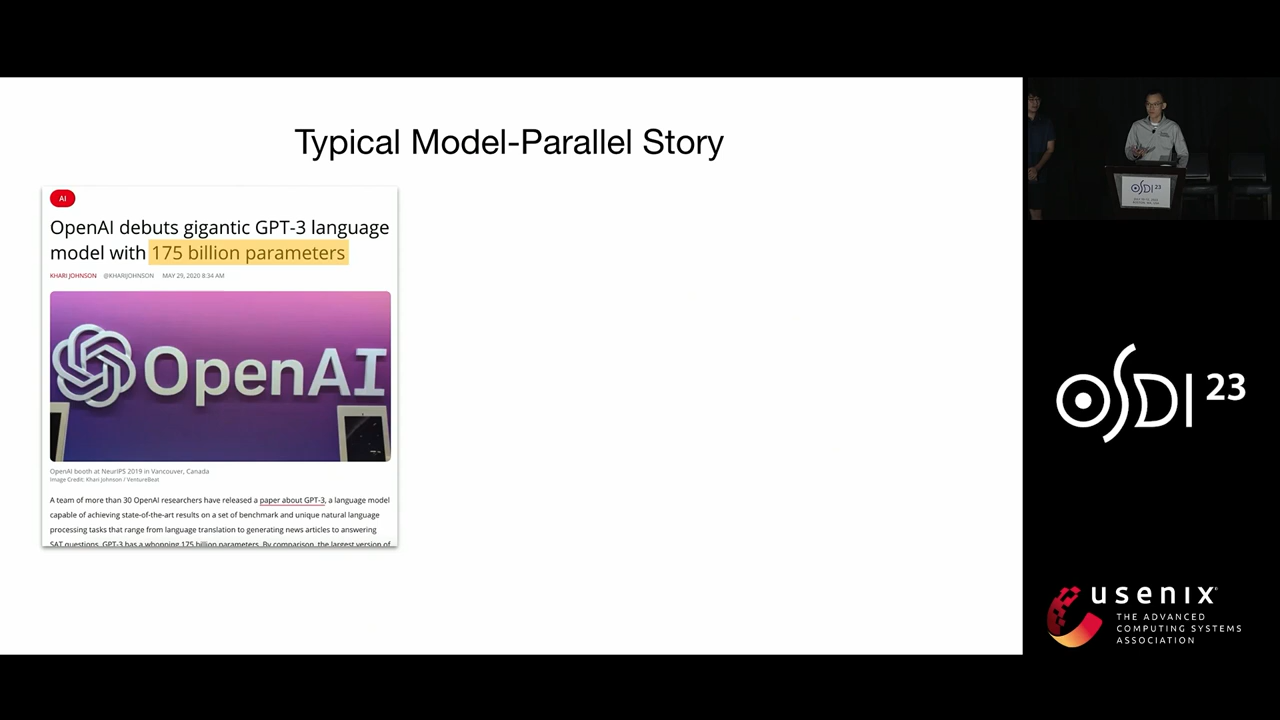 Typical Model-Parallel Story
AI
OpenAI debuts gigantic GPT-3 language
model with 175 billion parameters
KHARI JOHNSON @KHARIJOHNSON MAY 29, 2020 8:34 AM
OpenAI
OpenAI booth at NeurIPS 2019 in Vancouver, Canada
Image Credit: Khari Johnson / VentureBeat
A team of more than 30 OpenAI researchers have released a paper about GPT-3, a language model
capable of achieving state-of-the-art results on a set of benchmark and unique natural language
processing tasks that range from language translation to generating news articles to answering
SAT questions. GPT-3 has a whopping 175 billion parameters. By comparison, the largest version of
OSDI 23
OSDI 23
usenix
THE ADVANCED
COMPUTING SYSTEMS
ASSOCIATION